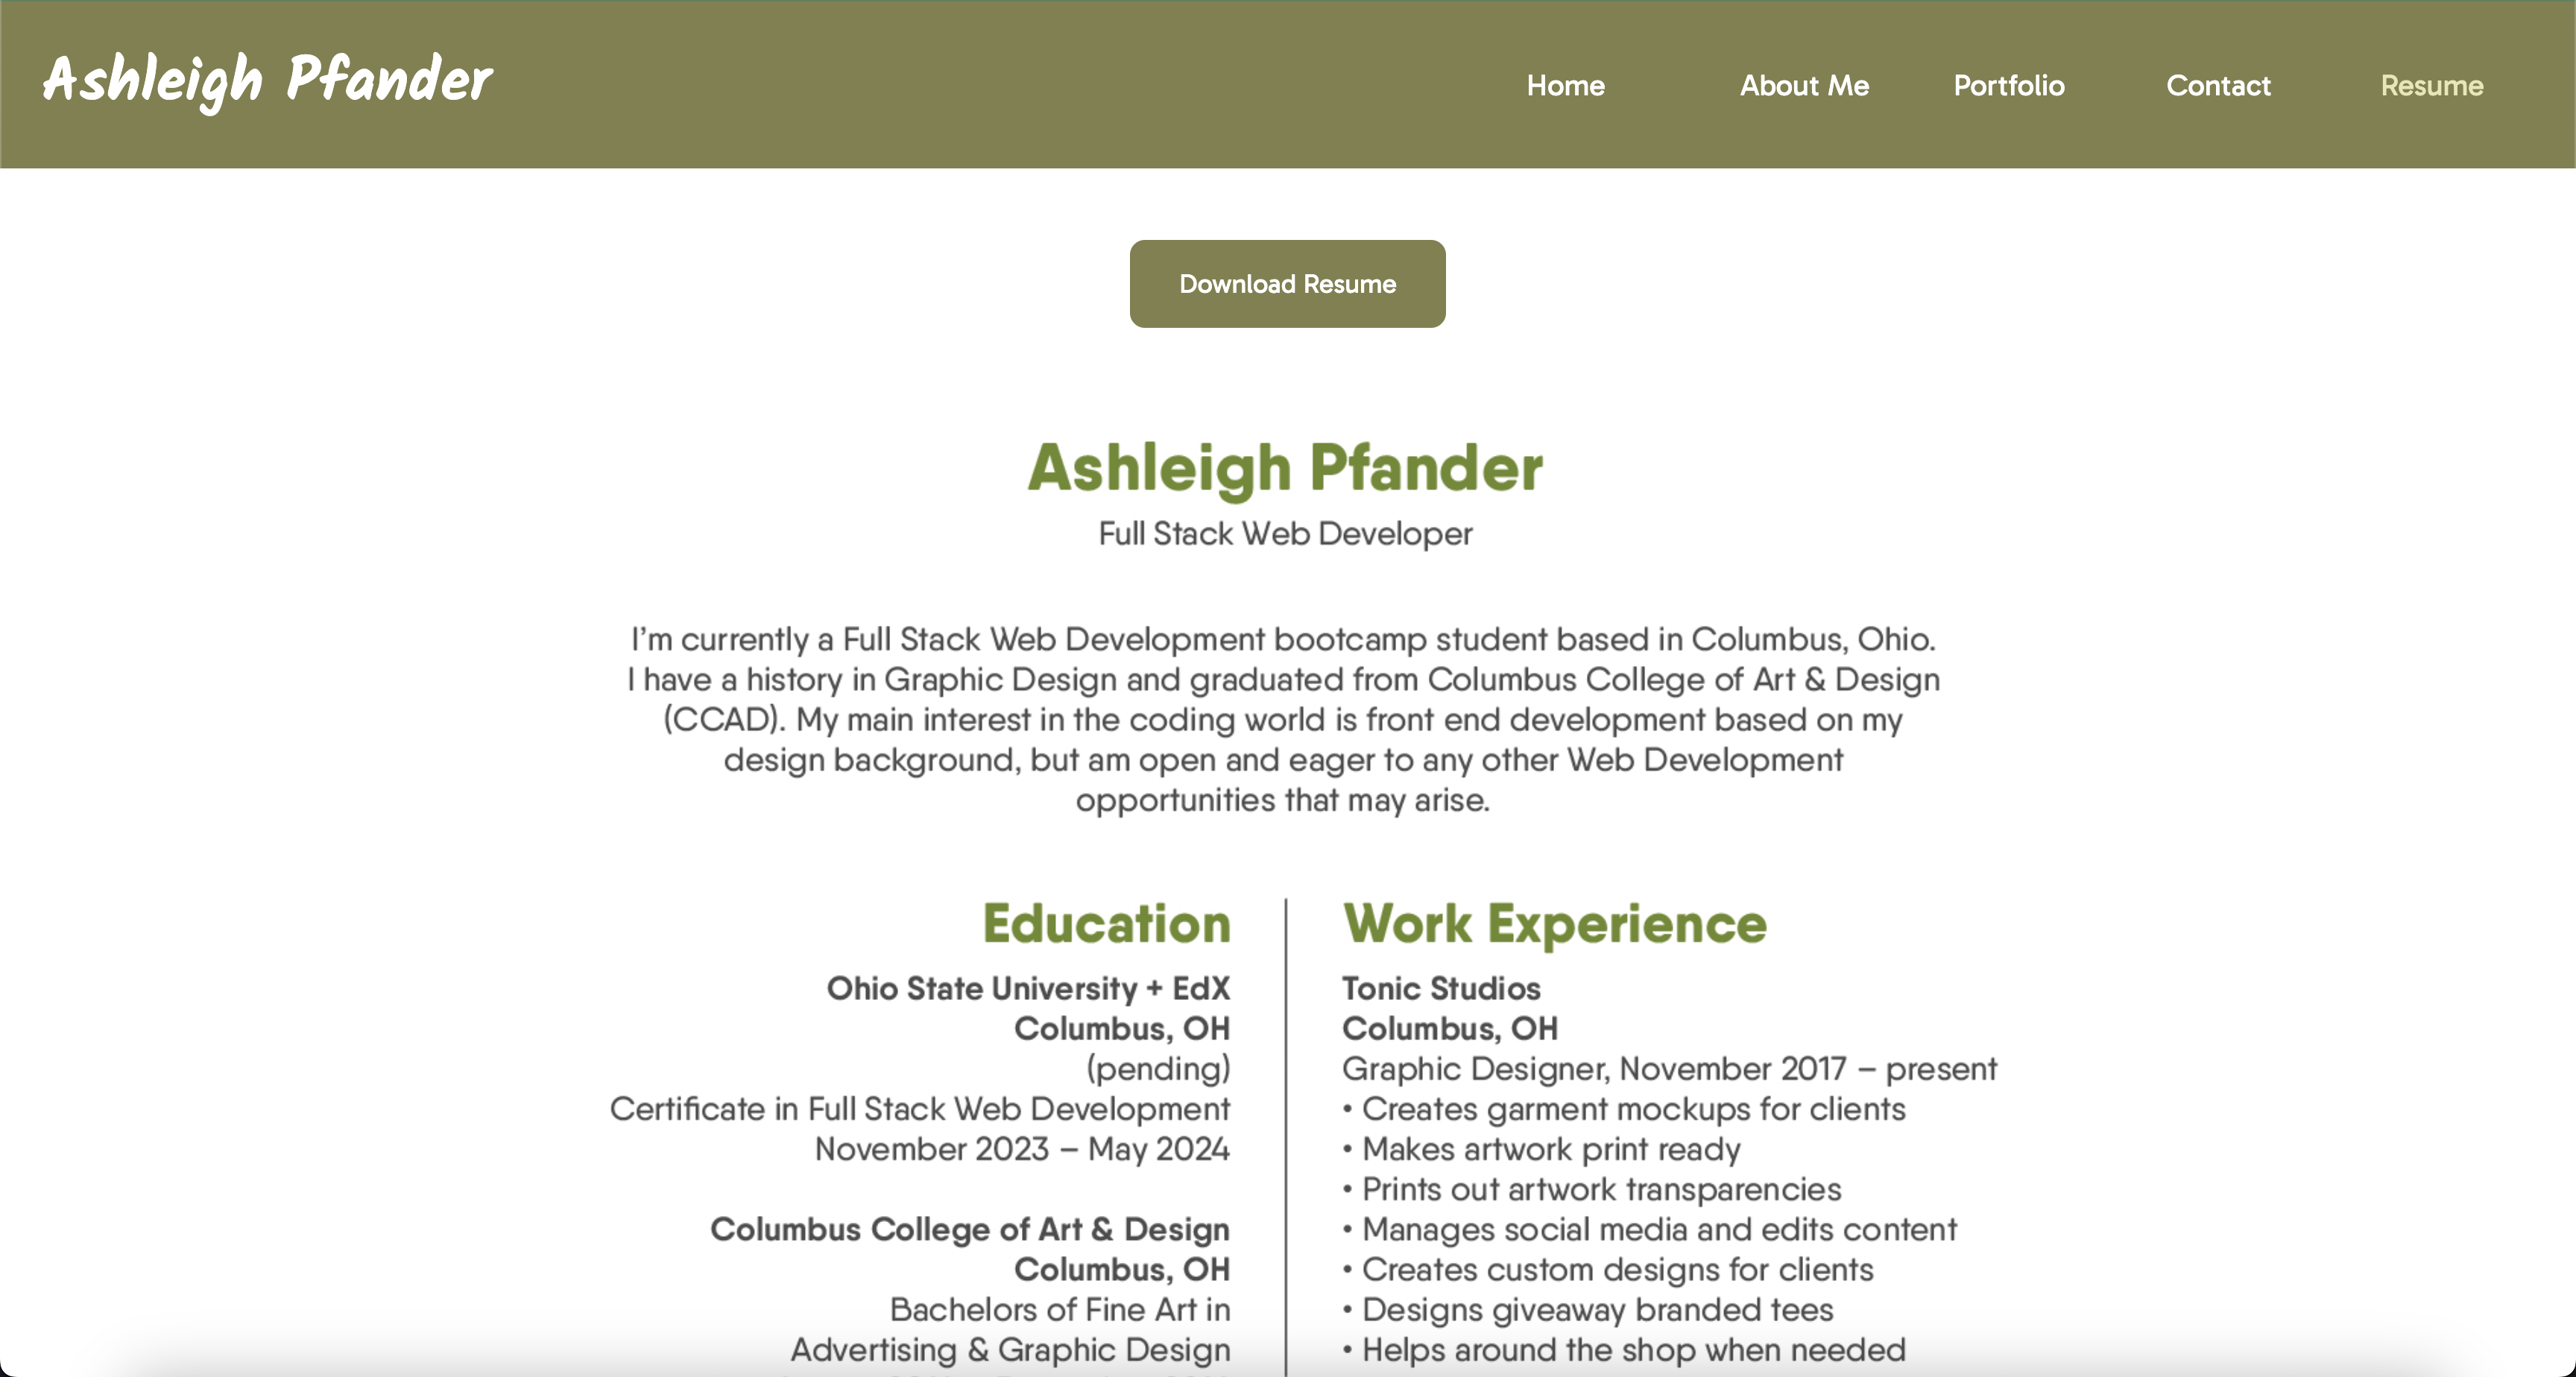 Ashleigh Pfander
Home
About Me
Portfolio
Contact
Resume
Download Resume
Ashleigh Pfander
Full Stack Web Developer
I’m currently a Full Stack Web Development bootcamp student based in Columbus, Ohio.
I have a history in Graphic Design and graduated from Columbus College of Art & Design
(CCAD). My main interest in the coding world is front end development based on my
design background, but am open and eager to any other Web Development
opportunities that may arise.
Education
Ohio State University + EdX
Columbus, OH
(pending)
Certificate in Full Stack Web Development
November 2023 – May 2024
Columbus College of Art & Design
Columbus, OH
Bachelors of Fine Art in
Advertising & Graphic Design
Work Experience
Tonic Studios
Columbus, OH
Graphic Designer, November 2017 – present
• Creates garment mockups for clients
• Makes artwork print ready
• Prints out artwork transparencies
• Manages social media and edits content
• Creates custom designs for clients
• Designs giveaway branded tees
• Helps around the shop when needed